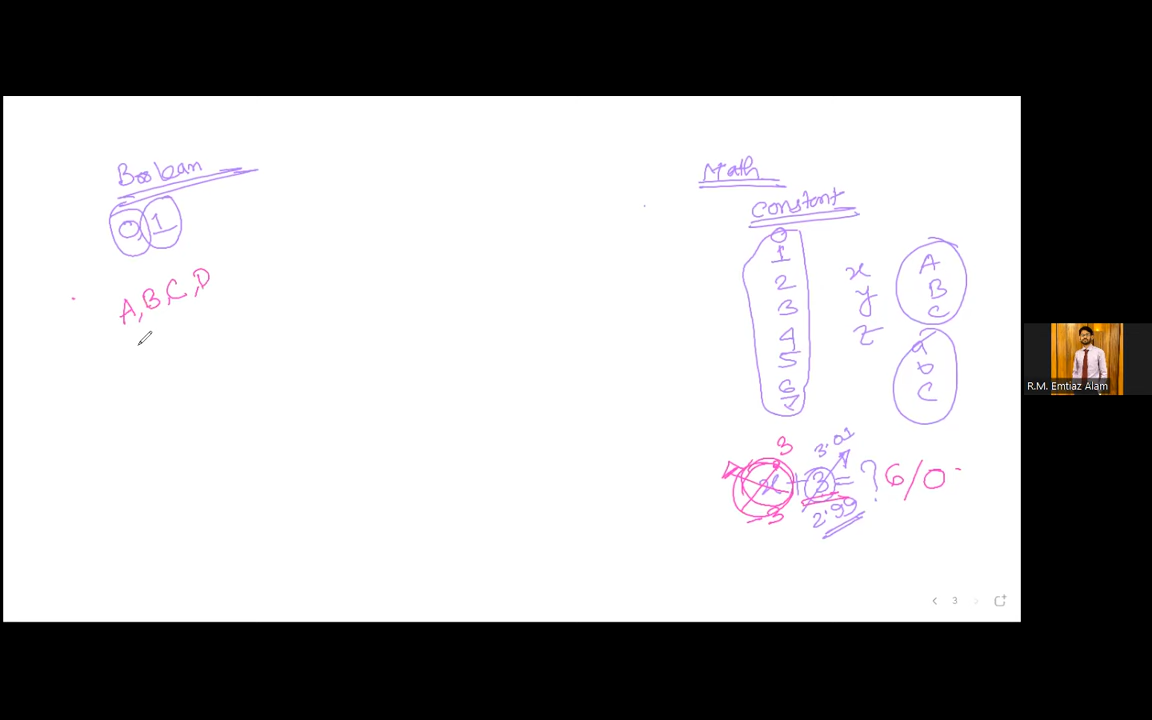 Boolean
0, 1
A, B, C, D
Math
Constant
0
1
2
3
4
5
6
7
x
y
z
A
B
C
a
b
c
3
3.01
x + 3 = ? 6/0
-3
2.99
R.M. Emtiaz Alam
3